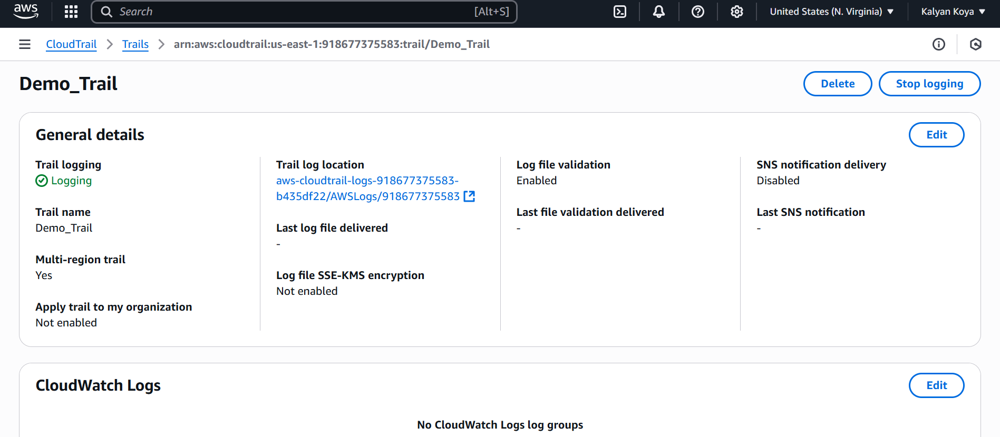 aws
Search [Alt+S]
United States (N. Virginia)
Kalyan Koya
CloudTrail
Trails
arn:aws:cloudtrail:us-east-1:918677375583:trail/Demo_Trail
Demo_Trail
Delete
Stop logging
General details
Edit
Trail logging
Logging
Trail name
Demo_Trail
Multi-region trail
Yes
Apply trail to my organization
Not enabled
Trail log location
aws-cloudtrail-logs-918677375583-
b435df22/AWSLogs/918677375583
Last log file delivered
-
Log file SSE-KMS encryption
Not enabled
Log file validation
Enabled
Last file validation delivered
-
SNS notification delivery
Disabled
Last SNS notification
-
CloudWatch Logs
Edit
No CloudWatch Logs log groups